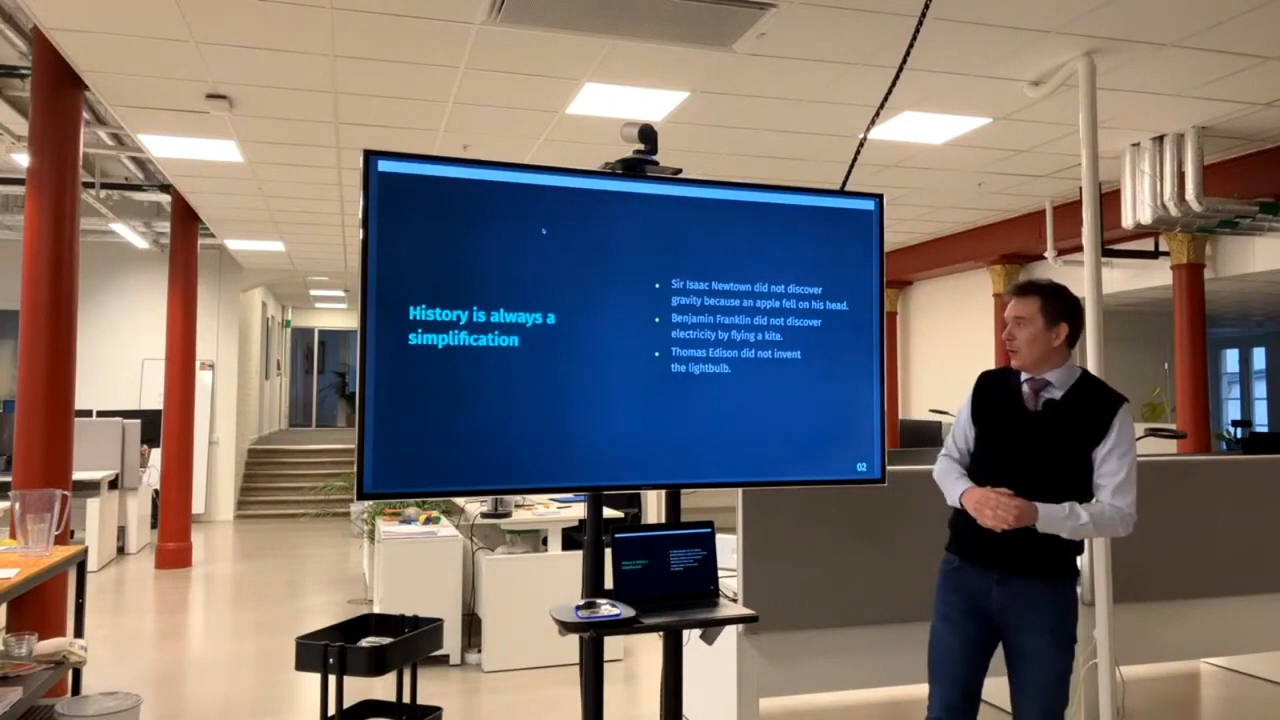 History is always a
simplification
• Sir Isaac Newtown did not discover
gravity because an apple fell on his head.
• Benjamin Franklin did not discover
electricity by flying a kite.
• Thomas Edison did not invent
the lightbulb.
02